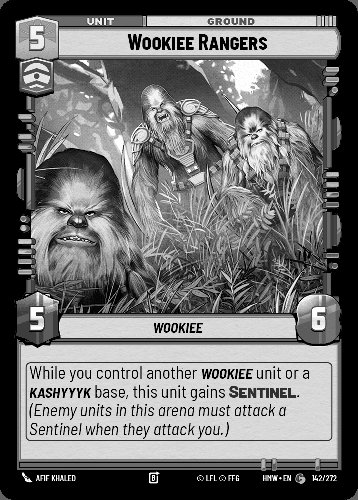 UNIT GROUND
5 WOOKIEE RANGERS
5 WOOKIEE 6
While you control another WOOKIEE unit or a
KASHYYYK base, this unit gains SENTINEL.
(Enemy units in this arena must attack a
Sentinel when they attack you.)
AFIF KHALED © LFL © FFG HMW • EN 142/272